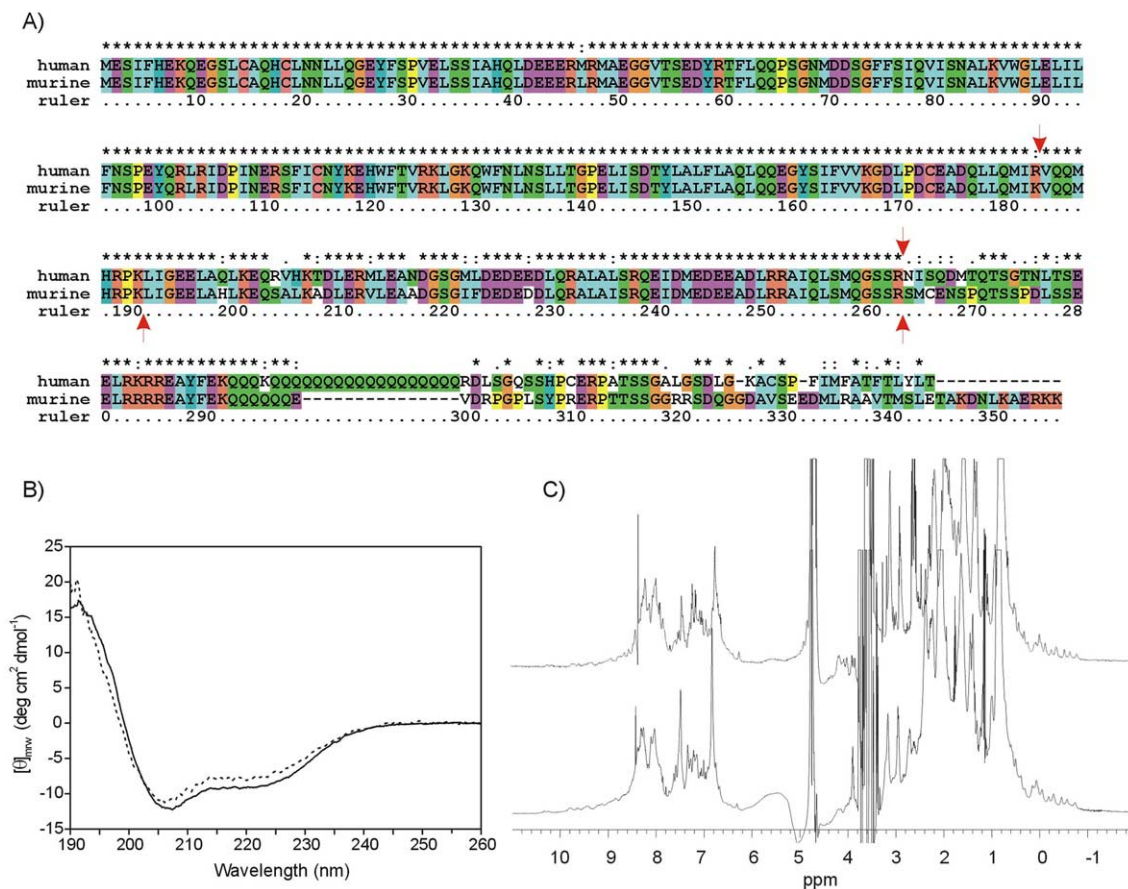 A)
*********************************************:************************************************
human MESIFHEKQEGSLCAQHCLNNLLQGEYFSPVELSSIAHQLDEEERMRMAEGGVTSEDYRTFLQQPSGNMDDSGFFSIQVISNALKVWGLELIL
murine MESIFHEKQEGSLCAQHCLNNLLQGEYFSPVELSSIAHQLDEEERLRMAEGGVTSEDYRTFLQQPSGNMDDSGFFSIQVISNALKVWGLELIL
ruler .......10........20........30........40........50........60........70........80........90...
human FNSPEYQRLRIDPINERSFICNYKEHWFTVRKLGKQWFNLNSLLTGPELISDTYLALFLAQLQQEGYSIFVVKGDLPDCEADQLLQMIRVQQM
murine FNSPEYQRLRIDPINERSFICNYKEHWFTVRKLGKQWFNLNSLLTGPELISDTYLALFLAQLQQEGYSIFVVKGDLPDCEADQLLQMIKVQQM
ruler .....100.......110.......120.......130.......140.......150.......160.......170.......180......
human HRPKLIGEELAQLKEQRVHKTDLERMLEANDGSGMLDEDEEDLQRALALSRQEIDMEDEEADLRRAIQLSMQGSSRNISQDMTQTSGTNLTSE
murine HRPKLIGEELAHLKEQSALKADLERVLEAADGSGIFDEDEDDLQRALAISRQEIDMEDEEADLRRAIQLSMQGSSRSMCENSPQTSSPDLSSE
ruler .190.......200.......210.......220.......230.......240.......250.......260.......270.......28
human ELRKRREAYFEKQQQKQQQQQQQQQQQQQQQQQQRDLSGQSSHPCERPATSSGALGSDLG-KACSP-FIMFATFTLYLT------------
murine ELRRRREAYFEKQQQQQQE---------------VDRPGPLSYPRERPTTSSGGRRSDQGGDAVSEEDMLRAAVTMSLETAKDNLKAERKK
ruler 0.......290.......300.......310.......320.......330.......340.......350.....
B)
25
20
15
10
5
0
-5
-10
-15
[θ]mrw (deg cm² dmol⁻¹)
190 200 210 220 230 240 250 260
Wavelength (nm)
C)
10 9 8 7 6 5 4 3 2 1 0 -1
ppm